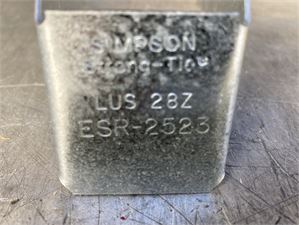 SIMPSON
Strong-Tie
LUS 28Z
ESR-2523